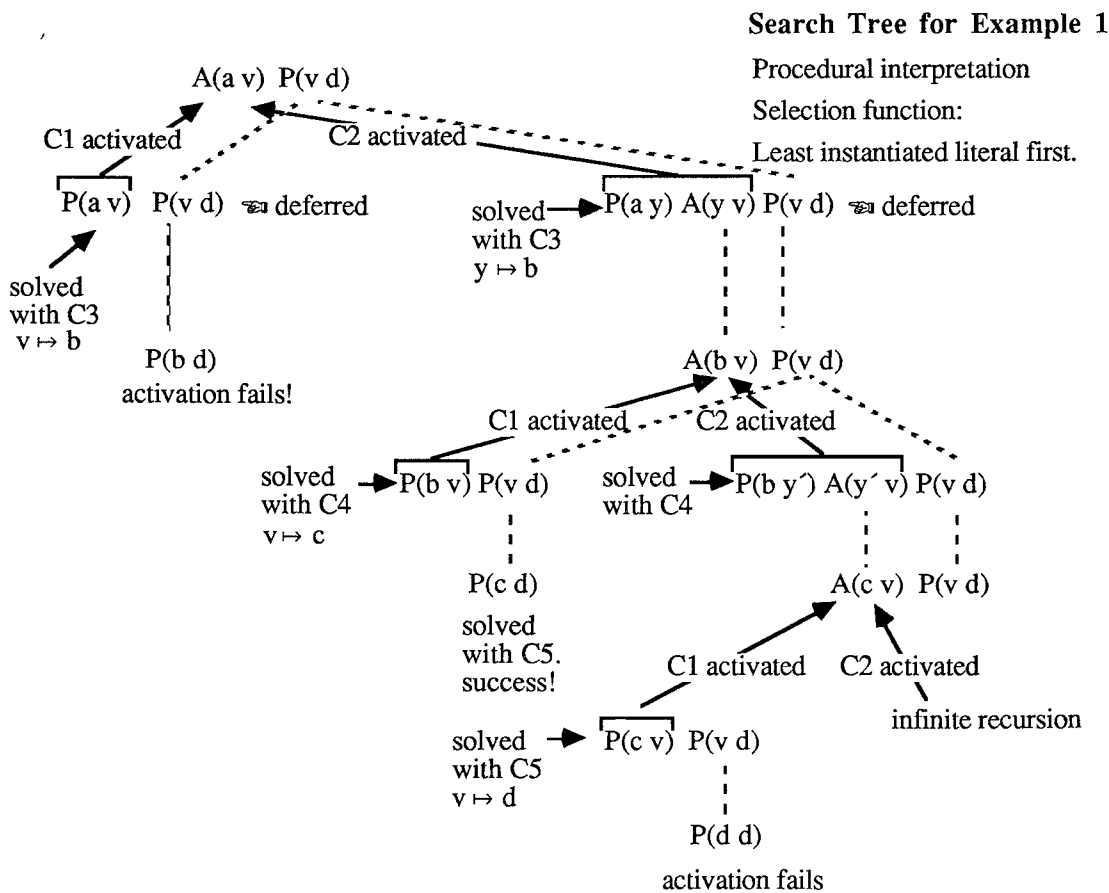 Search Tree for Example 1
Procedural interpretation
Selection function:
Least instantiated literal first.
A(a v) P(v d)
C1 activated
C2 activated
P(a v) P(v d) ☜ deferred
solved
with C3
v ↦ b
P(b d)
activation fails!
solved
with C3
y ↦ b
P(a y) A(y v) P(v d) ☜ deferred
A(b v) P(v d)
C1 activated
C2 activated
solved
with C4
v ↦ c
P(b v) P(v d)
P(c d)
solved
with C5.
success!
solved
with C4
P(b y´) A(y´ v) P(v d)
A(c v) P(v d)
C1 activated
C2 activated
infinite recursion
solved
with C5
v ↦ d
P(c v) P(v d)
P(d d)
activation fails